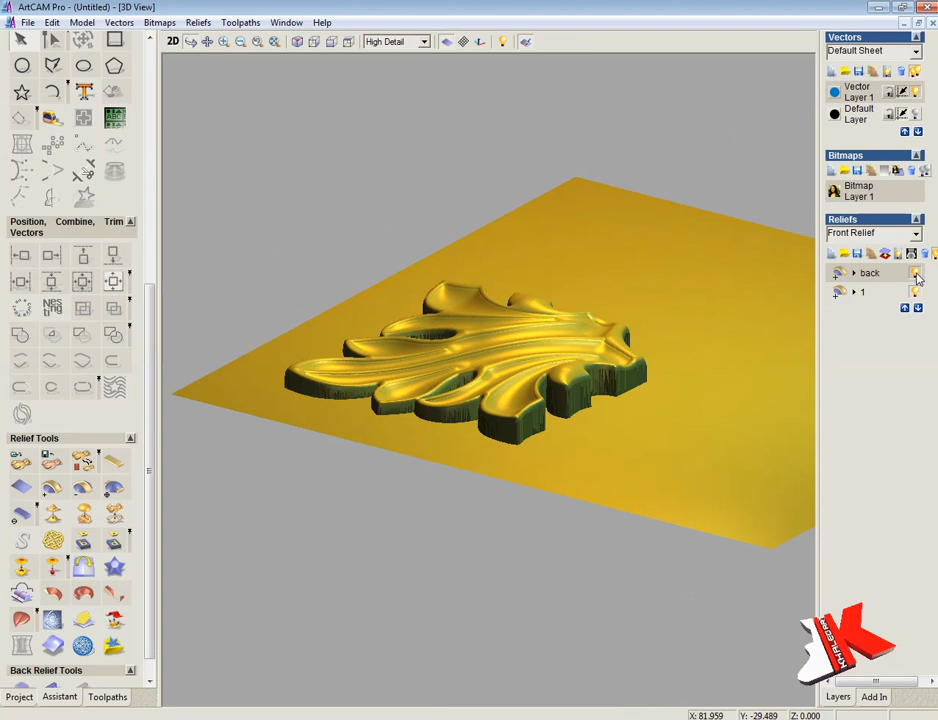 ArtCAM Pro - (Untitled) - [3D View]
File Edit Model Vectors Bitmaps Reliefs Toolpaths Window Help
2D High Detail
Position, Combine, Trim Vectors
Relief Tools
Back Relief Tools
Project Assistant Toolpaths
Vectors
Default Sheet
Vector Layer 1
Default Layer
Bitmaps
Bitmap Layer 1
Reliefs
Front Relief
back
1
KHALEDRA
Layers Add In
X: 81.959 Y: -29.489 Z: 0.000